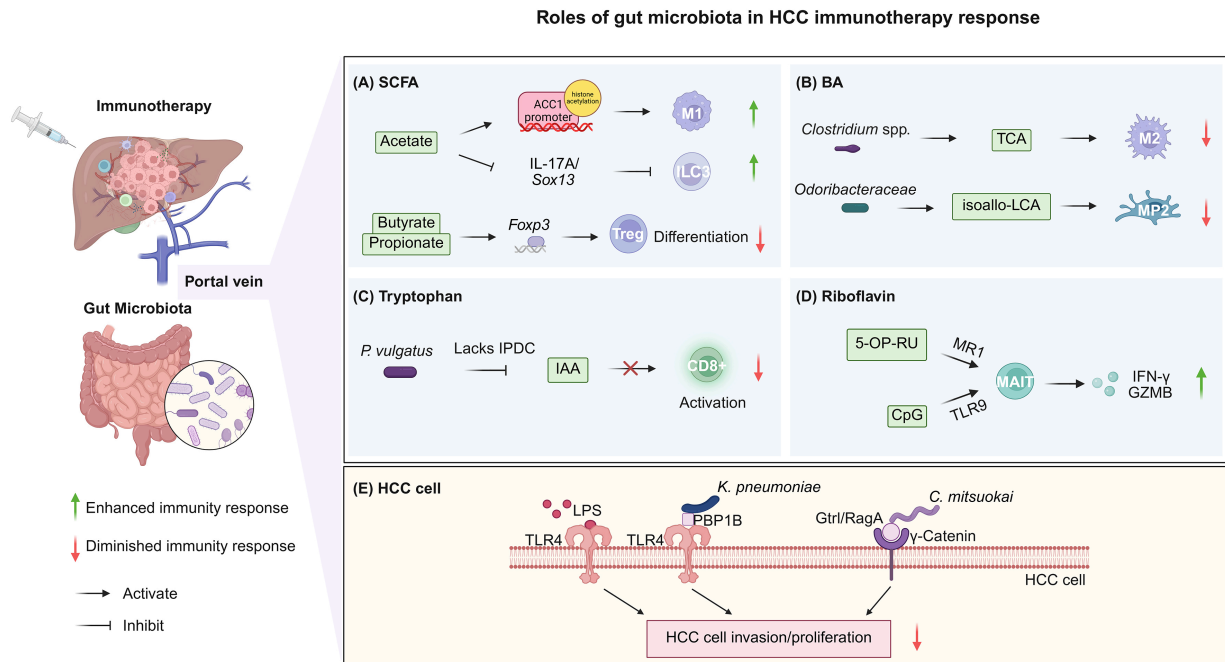 Roles of gut microbiota in HCC immunotherapy response
Immunotherapy
Portal vein
Gut Microbiota
Enhanced immunity response
Diminished immunity response
Activate
Inhibit
(A) SCFA
Acetate
ACC1
promoter
histone
acetylation
M1
IL-17A/
Sox13
ILC3
Butyrate
Propionate
Foxp3
Treg
Differentiation
(B) BA
Clostridium spp.
TCA
M2
Odoribacteraceae
isoallo-LCA
MP2
(C) Tryptophan
P. vulgatus
Lacks IPDC
IAA
CD8+
Activation
(D) Riboflavin
5-OP-RU
MR1
CpG
TLR9
MAIT
IFN-γ
GZMB
(E) HCC cell
LPS
TLR4
K. pneumoniae
PBP1B
TLR4
C. mitsuokai
Gtrl/RagA
γ-Catenin
HCC cell
HCC cell invasion/proliferation